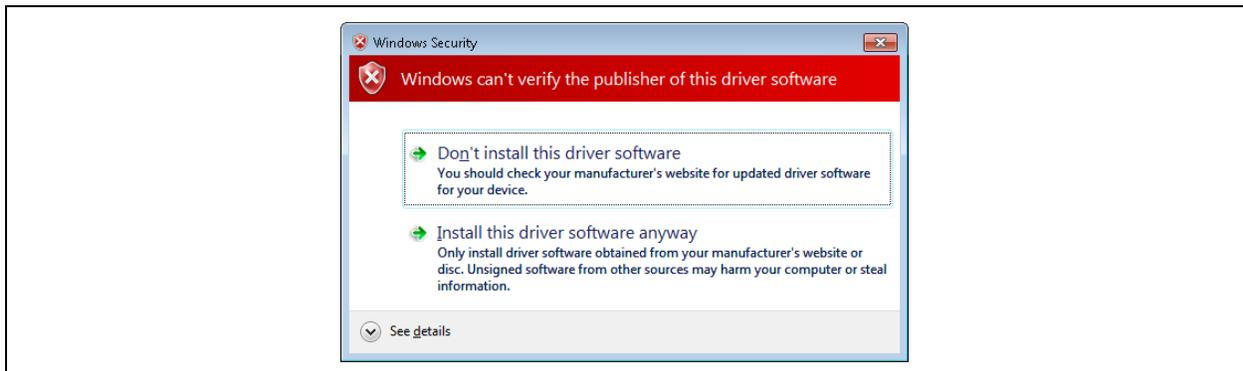 Windows Security
Windows can't verify the publisher of this driver software
Don't install this driver software
You should check your manufacturer's website for updated driver software
for your device.
Install this driver software anyway
Only install driver software obtained from your manufacturer's website or
disc. Unsigned software from other sources may harm your computer or steal
information.
See details